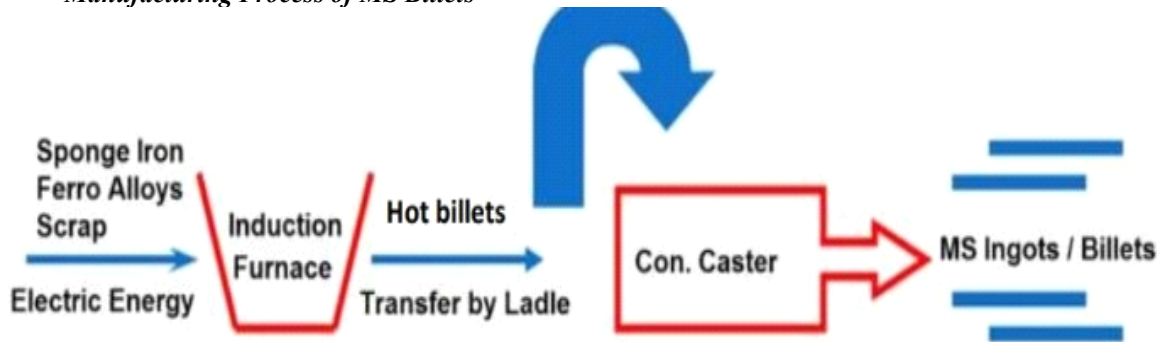 Manufacturing Process of MS Billets
Sponge Iron
Ferro Alloys
Scrap
Electric Energy
Induction
Furnace
Hot billets
Transfer by Ladle
Con. Caster
MS Ingots / Billets